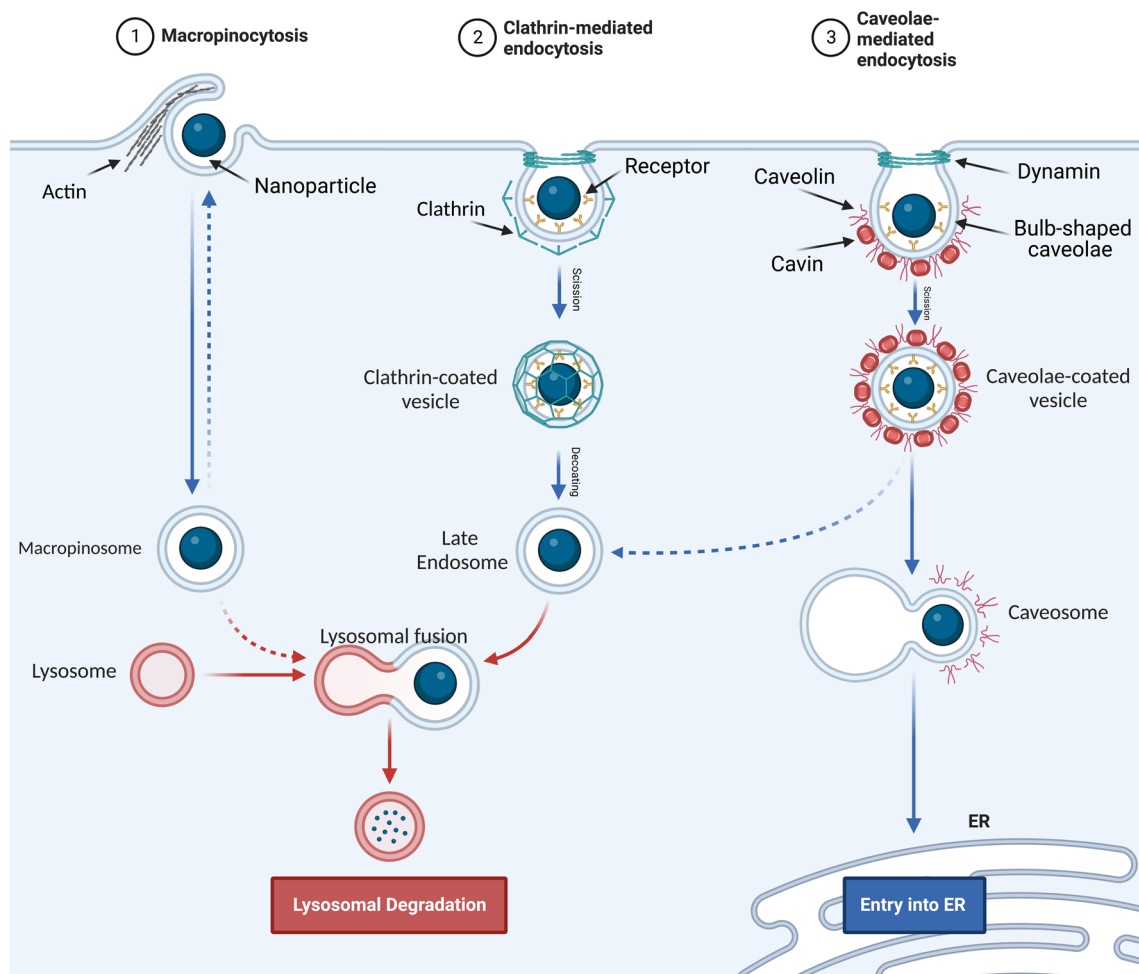 1 Macropinocytosis
2 Clathrin-mediated
endocytosis
3 Caveolae-
mediated
endocytosis
Actin
Nanoparticle
Clathrin
Receptor
Caveolin
Cavin
Dynamin
Bulb-shaped
caveolae
Scission
Scission
Clathrin-coated
vesicle
Caveolae-coated
vesicle
Decoating
Macropinosome
Late
Endosome
Caveosome
Lysosomal fusion
Lysosome
ER
Lysosomal Degradation
Entry into ER